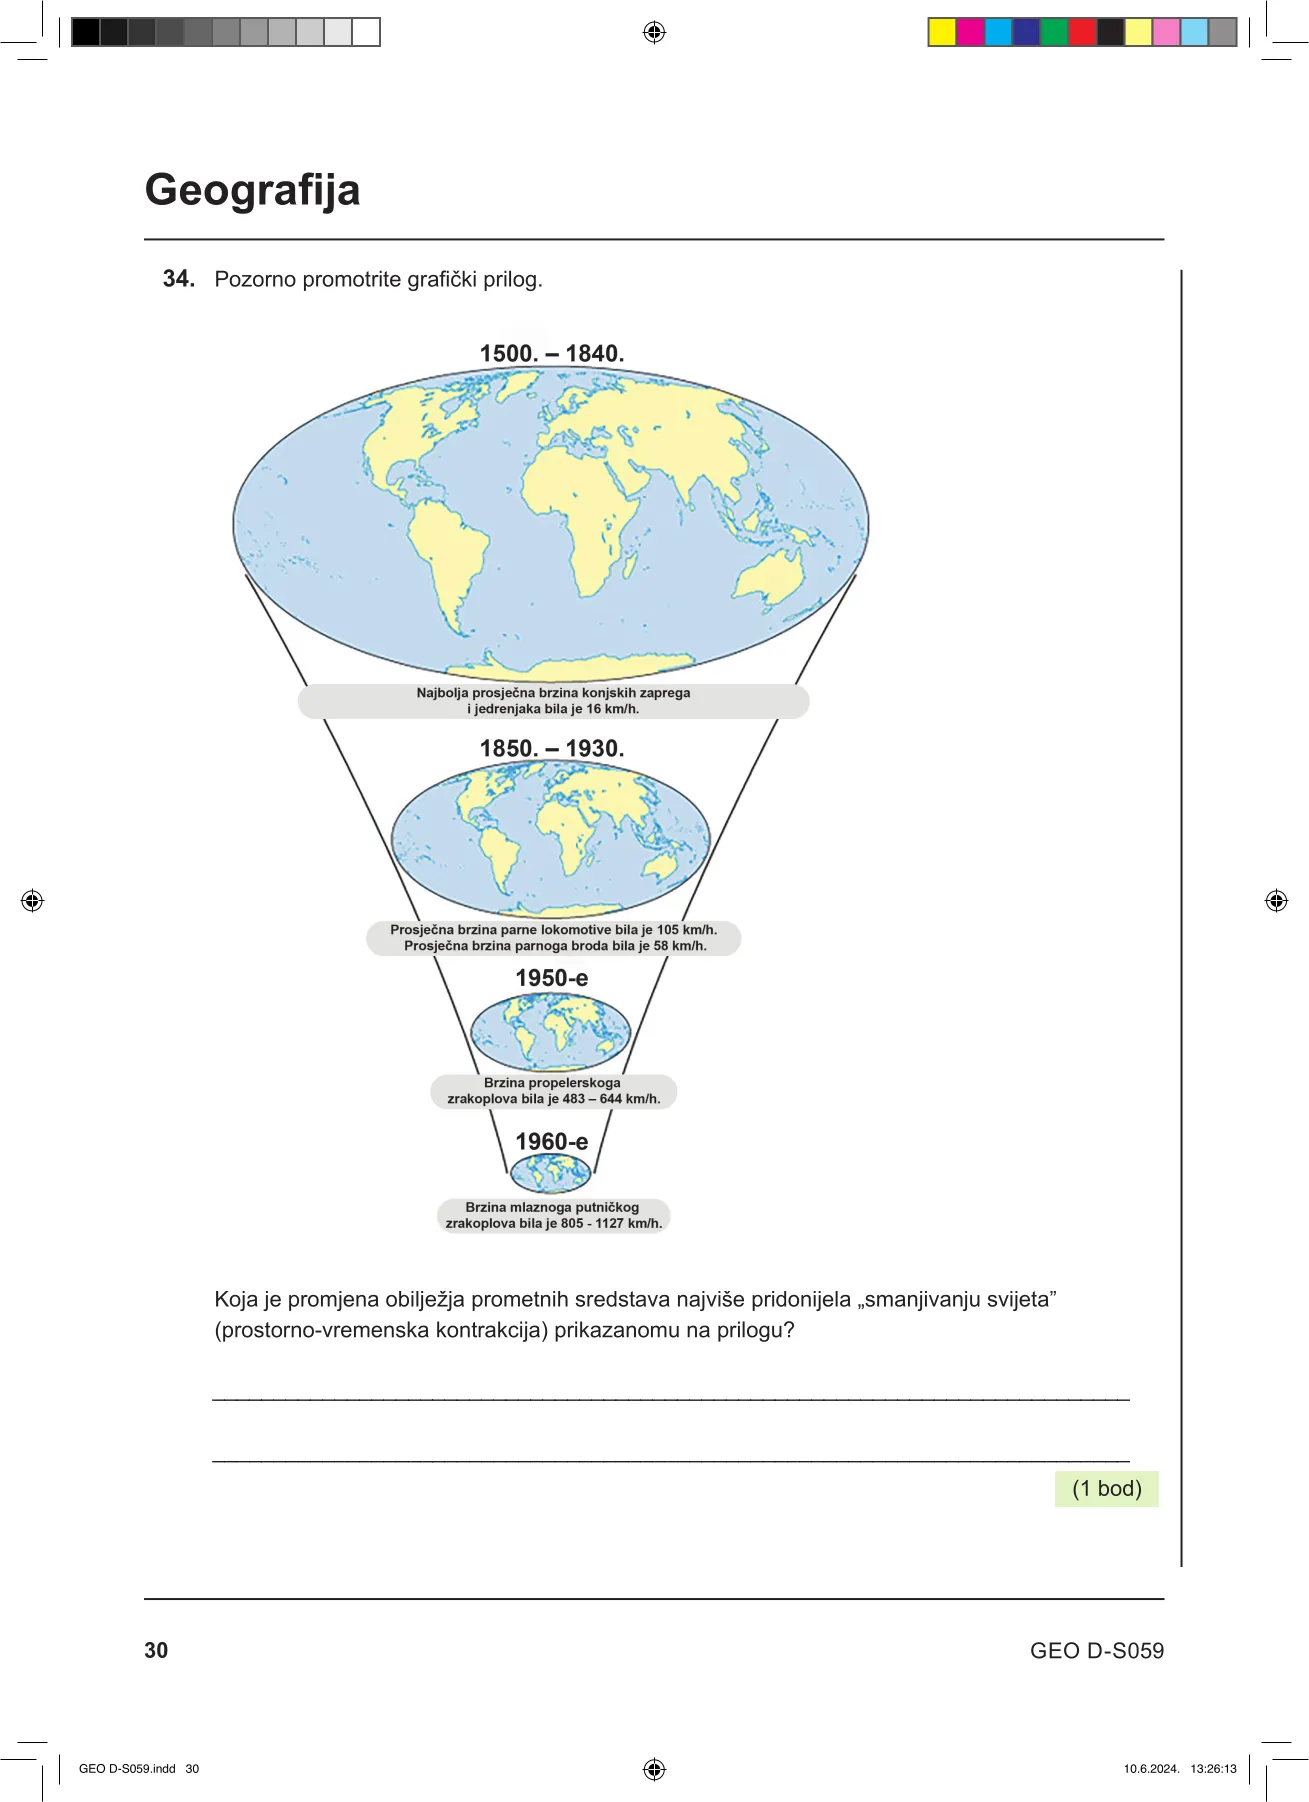 Geografija
34. Pozorno promotrite grafički prilog.
1500. – 1840.
Najbolja prosječna brzina konjskih zaprega
i jedrenjaka bila je 16 km/h.
1850. – 1930.
Prosječna brzina parne lokomotive bila je 105 km/h.
Prosječna brzina parnoga broda bila je 58 km/h.
1950-e
Brzina propelerskoga
zrakoplova bila je 483 – 644 km/h.
1960-e
Brzina mlaznoga putničkog
zrakoplova bila je 805 - 1127 km/h.
Koja je promjena obilježja prometnih sredstava najviše pridonijela „smanjivanju svijeta”
(prostorno-vremenska kontrakcija) prikazanomu na prilogu?
(1 bod)
30
GEO D-S059
GEO D-S059.indd 30
10.6.2024. 13:26:13